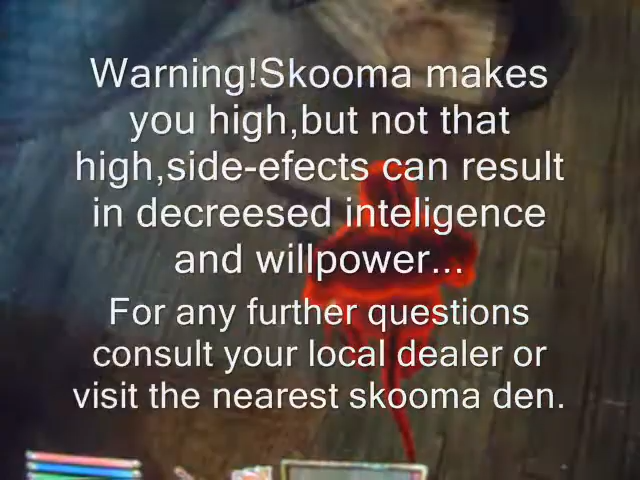 Warning!Skooma makes
you high,but not that
high,side-efects can result
in decreesed inteligence
and willpower...
For any further questions
consult your local dealer or
visit the nearest skooma den.